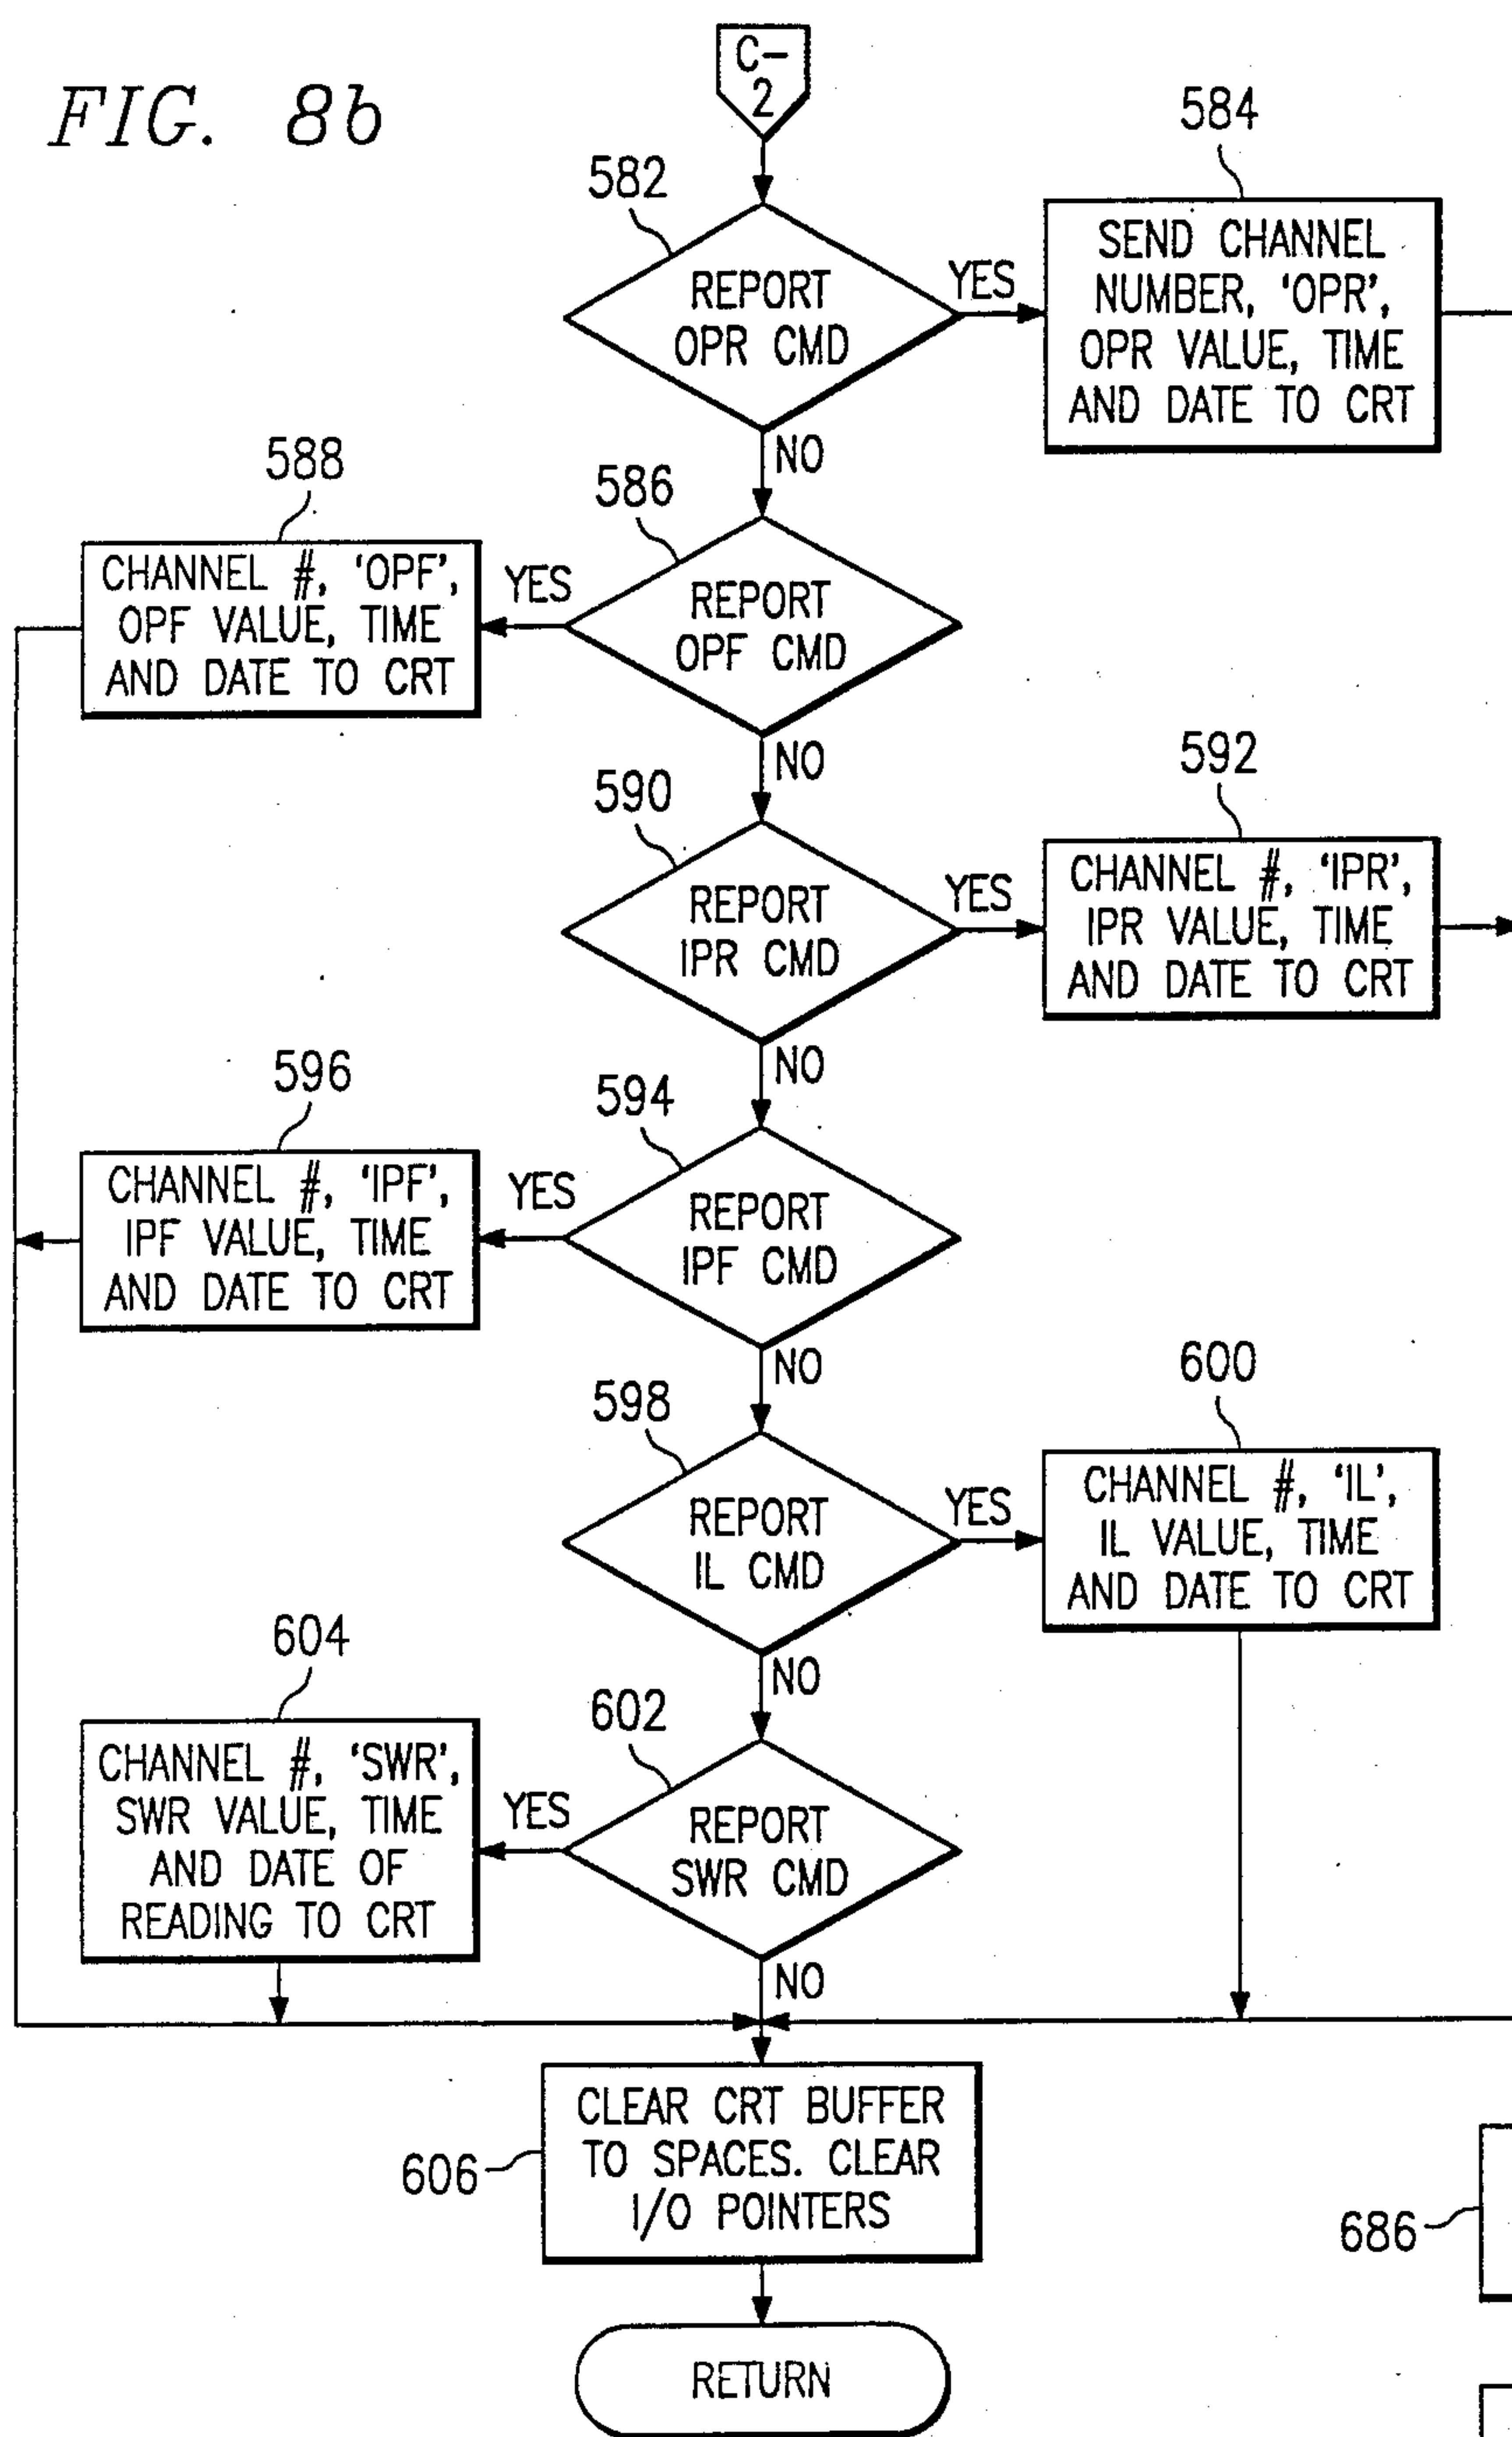 FIG. 8b
C-
2
582
584
REPORT
OPR CMD
YES
SEND CHANNEL
NUMBER, 'OPR',
OPR VALUE, TIME
AND DATE TO CRT
NO
588
586
CHANNEL #, 'OPF',
OPF VALUE, TIME
AND DATE TO CRT
YES
REPORT
OPF CMD
NO
590
592
REPORT
IPR CMD
YES
CHANNEL #, 'IPR',
IPR VALUE, TIME
AND DATE TO CRT
NO
596
594
CHANNEL #, 'IPF',
IPF VALUE, TIME
AND DATE TO CRT
YES
REPORT
IPF CMD
NO
598
600
REPORT
IL CMD
YES
CHANNEL #, 'IL',
IL VALUE, TIME
AND DATE TO CRT
NO
604
602
CHANNEL #, 'SWR',
SWR VALUE, TIME
AND DATE OF
READING TO CRT
YES
REPORT
SWR CMD
NO
606
CLEAR CRT BUFFER
TO SPACES. CLEAR
I/O POINTERS
686
RETURN